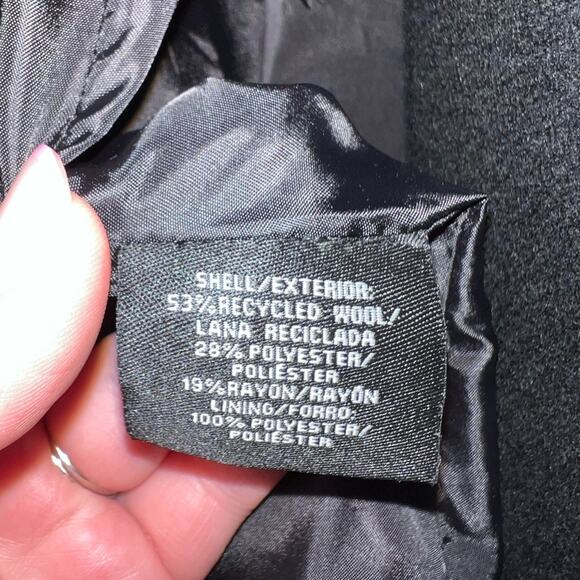 SHELL/EXTERIOR:
53% RECYCLED WOOL/
LANA RECICLADA
28% POLYESTER/
POLIÉSTER
19% RAYON/RAYÓN
LINING/FORRO:
100% POLYESTER/
POLIÉSTER